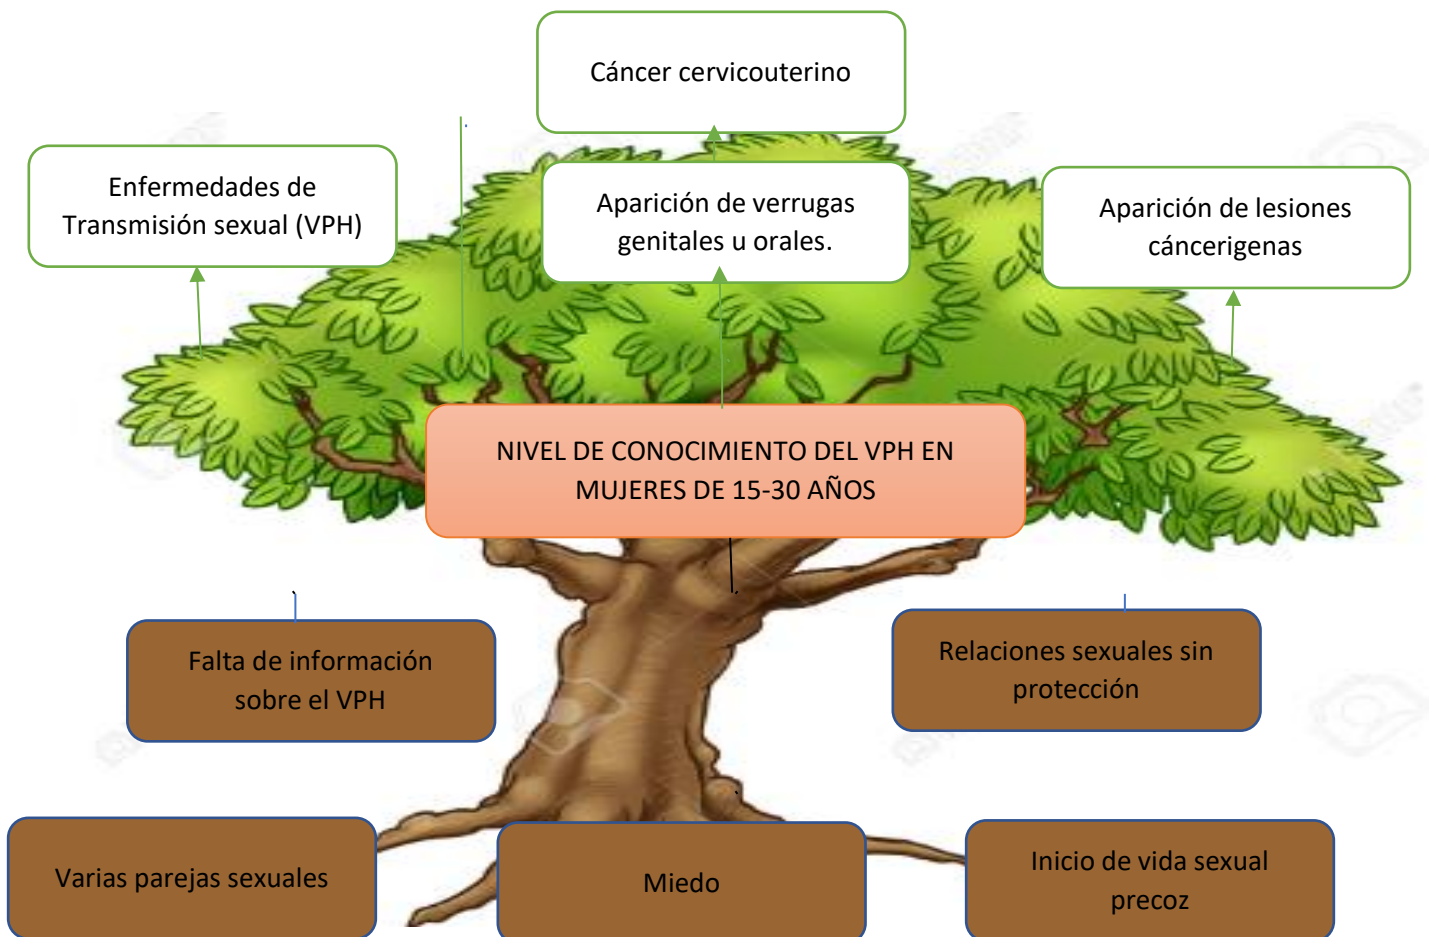 Cáncer cervicouterino
Enfermedades de
Transmisión sexual (VPH)
Aparición de verrugas
genitales u orales.
Aparición de lesiones
cáncerigenas
NIVEL DE CONOCIMIENTO DEL VPH EN
MUJERES DE 15-30 AÑOS
Falta de información
sobre el VPH
Relaciones sexuales sin
protección
Varias parejas sexuales
Miedo
Inicio de vida sexual
precoz